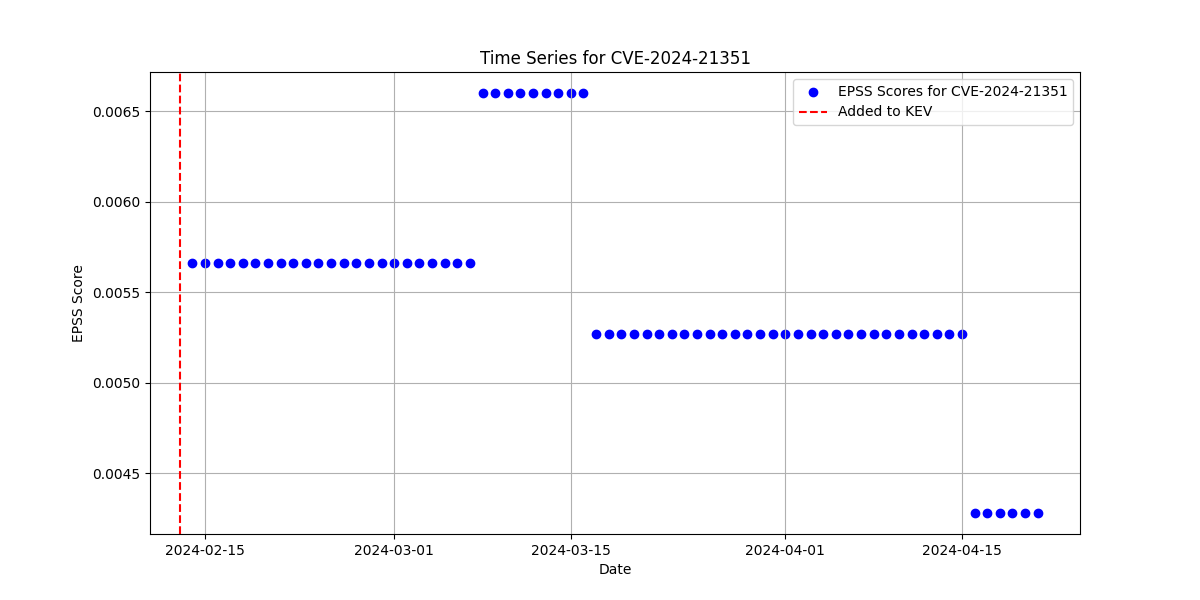 Time Series for CVE-2024-21351
EPSS Scores for CVE-2024-21351
Added to KEV
0.0065
0.0060
0.0055
0.0050
0.0045
EPSS Score
2024-02-15
2024-03-01
2024-03-15
2024-04-01
2024-04-15
Date